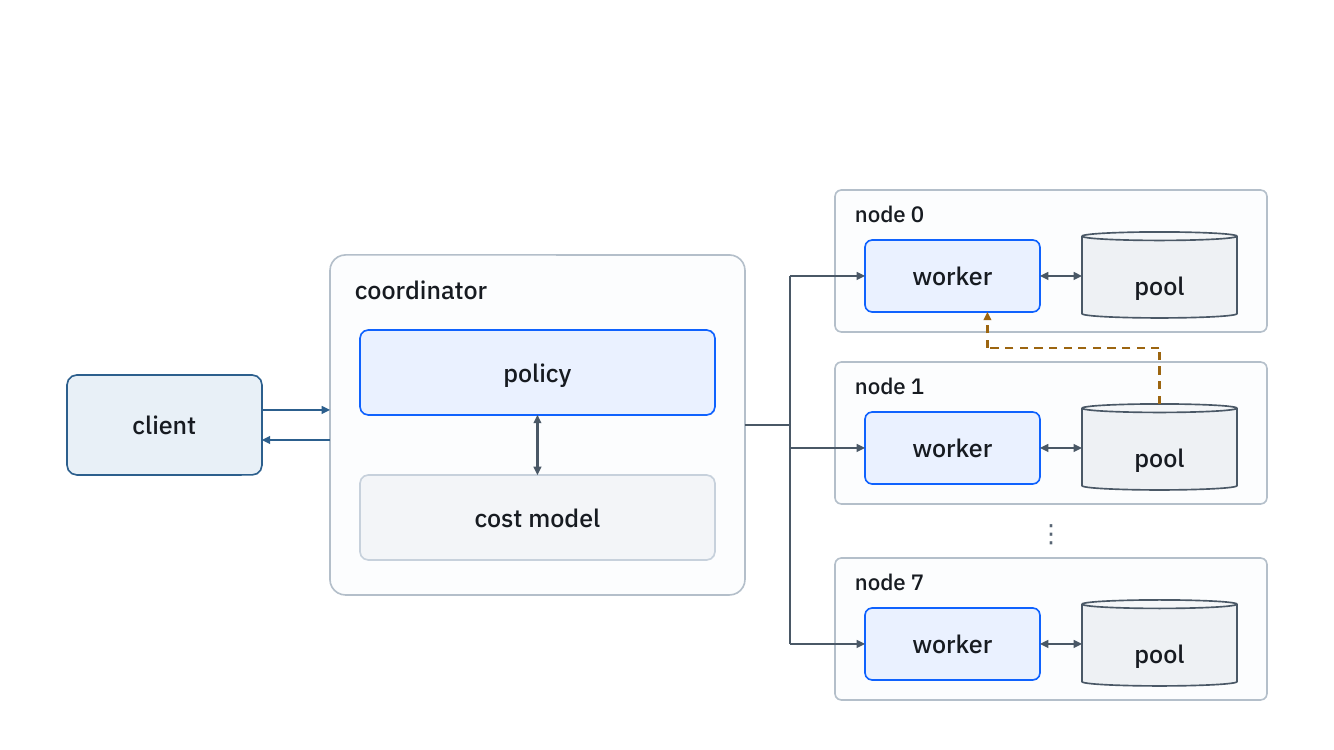 client
coordinator
policy
cost model
node 0
worker
pool
node 1
worker
pool
⋮
node 7
worker
pool